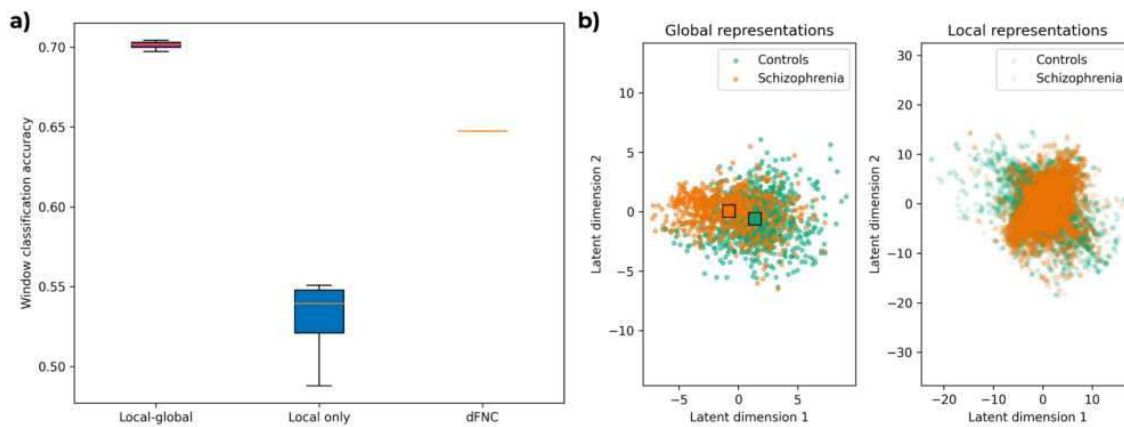 a)
Window classification accuracy
0.70
0.65
0.60
0.55
0.50
Local-global
Local only
dFNC
b)
Global representations
Controls
Schizophrenia
Latent dimension 2
10
5
0
−5
−10
−5
0
5
Latent dimension 1
Local representations
Controls
Schizophrenia
Latent dimension 2
30
20
10
0
−10
−20
−30
−20
−10
0
10
Latent dimension 1